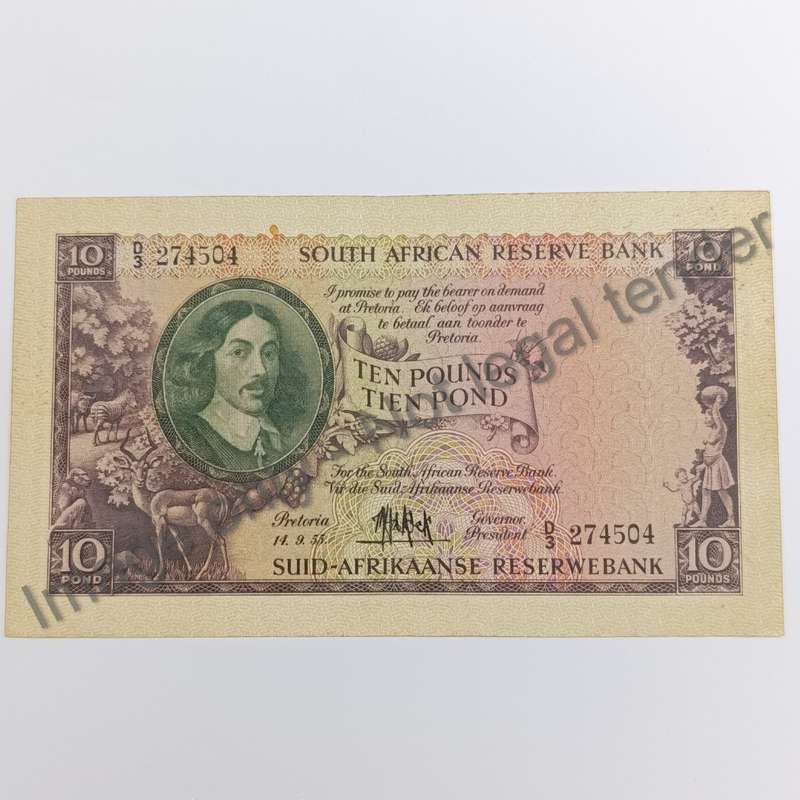 10 POUNDS
D/3 274504
SOUTH AFRICAN RESERVE BANK
10 POND
I promise to pay the bearer on demand
at Pretoria. Ek beloof op aanvraag
te betaal aan toonder te
Pretoria.
TEN POUNDS
TIEN POND
For the South African Reserve Bank.
Vir die Suid-Afrikaanse Reserwebank.
Pretoria
14.9.55.
Governor.
President
D/3 274504
10 POND
SUID-AFRIKAANSE RESERWEBANK
10 POUNDS
legal tender